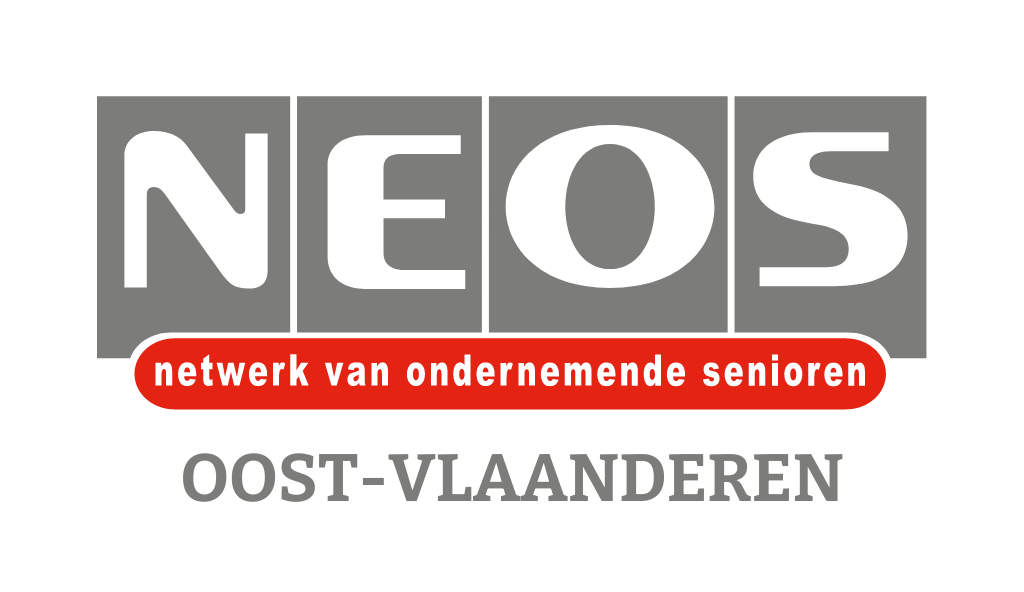 NEOS
netwerk van ondernemende senioren
OOST-VLAANDEREN